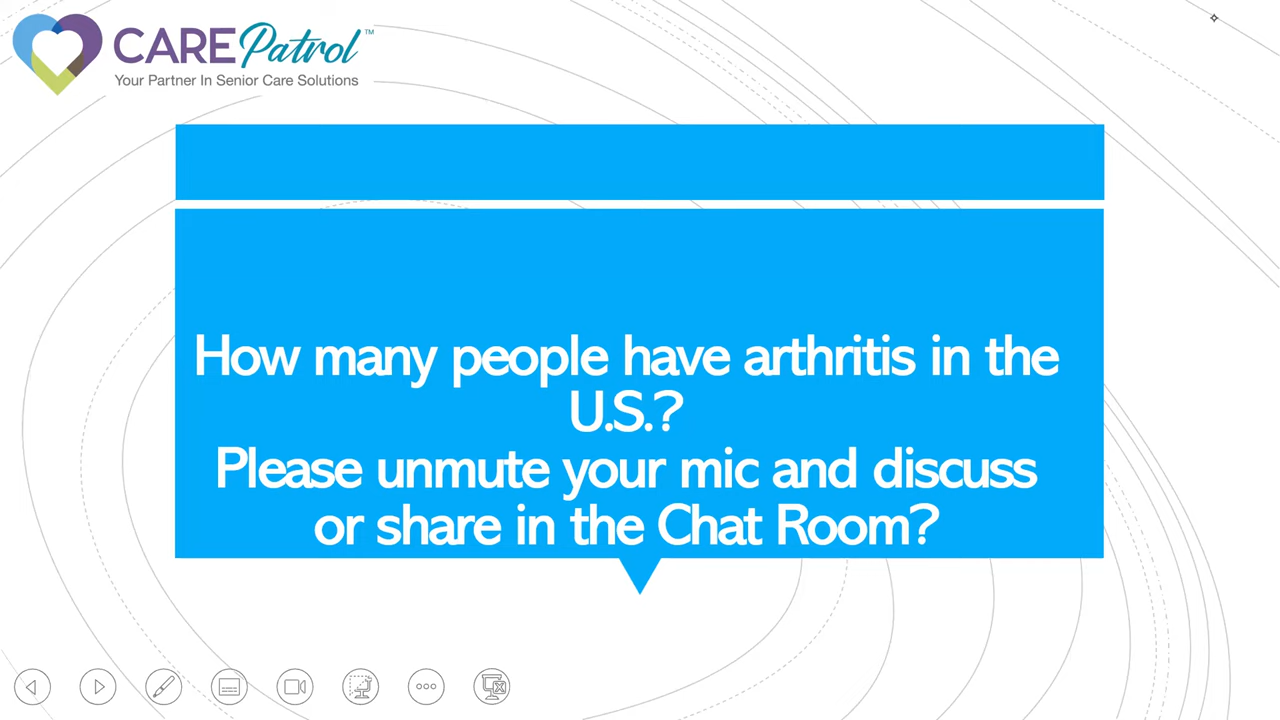 CAREPatrol™
Your Partner In Senior Care Solutions
How many people have arthritis in the
U.S.?
Please unmute your mic and discuss
or share in the Chat Room?